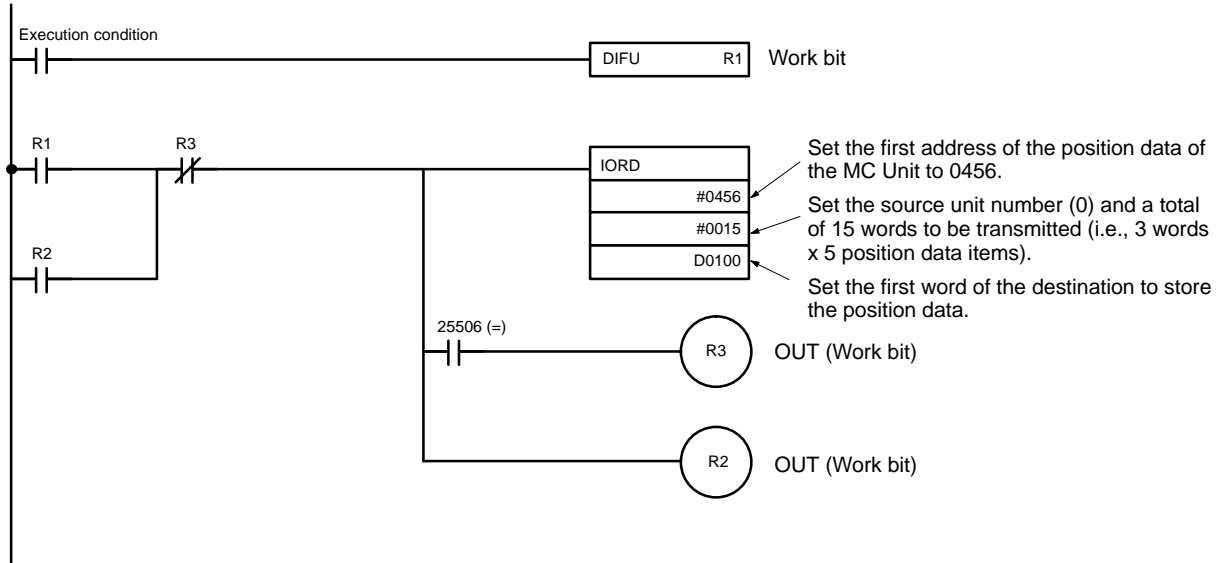 Execution condition
DIFU R1 Work bit
R1 R3
IORD
#0456
#0015
D0100
Set the first address of the position data of
the MC Unit to 0456.
Set the source unit number (0) and a total
of 15 words to be transmitted (i.e., 3 words
x 5 position data items).
Set the first word of the destination to store
the position data.
R2
25506 (=)
R3 OUT (Work bit)
R2 OUT (Work bit)